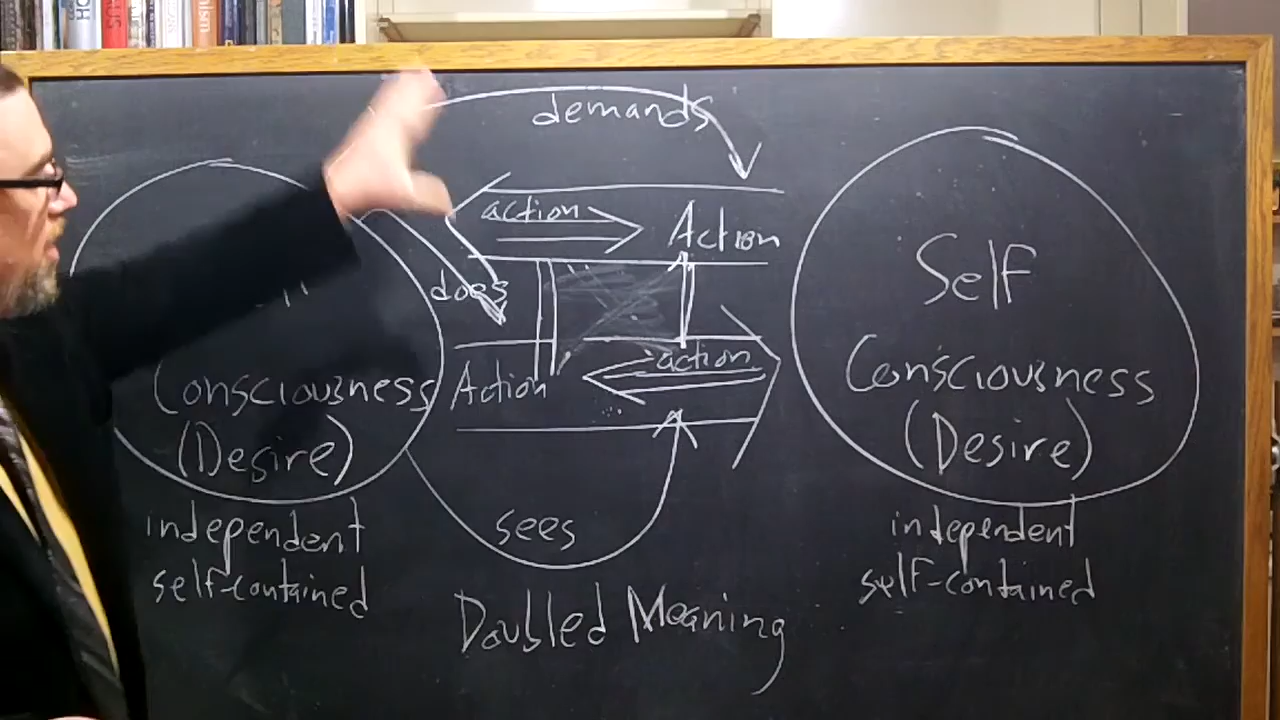 demands
action
Action
does
Action
action
sees
Doubled Meaning
Consciousness
(Desire)
independent
self-contained
Self
Consciousness
(Desire)
independent
self-contained